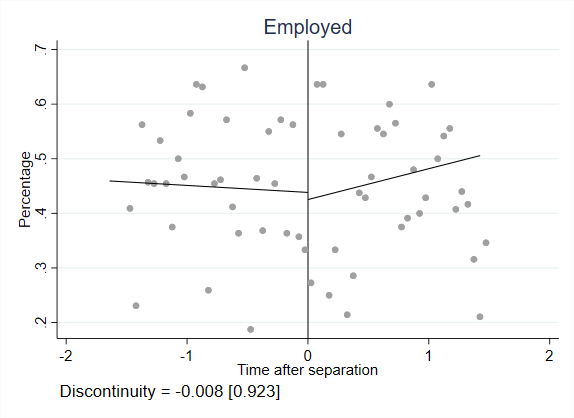 Employed
Percentage
.7
.6
.5
.4
.3
.2
-2 -1 0 1 2
Time after separation
Discontinuity = -0.008 [0.923]